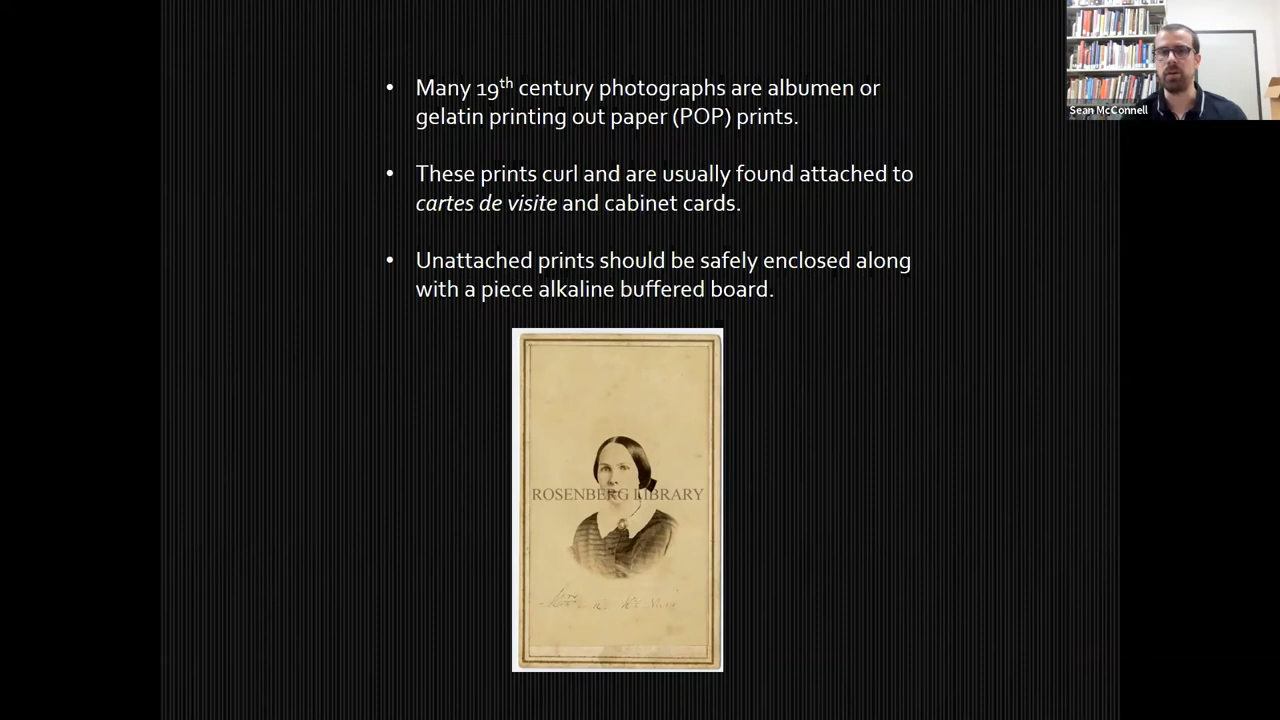 Many 19th century photographs are albumen or
gelatin printing out paper (POP) prints.
These prints curl and are usually found attached to
cartes de visite and cabinet cards.
Unattached prints should be safely enclosed along
with a piece alkaline buffered board.
Sean McConnell
ROSENBERG LIBRARY